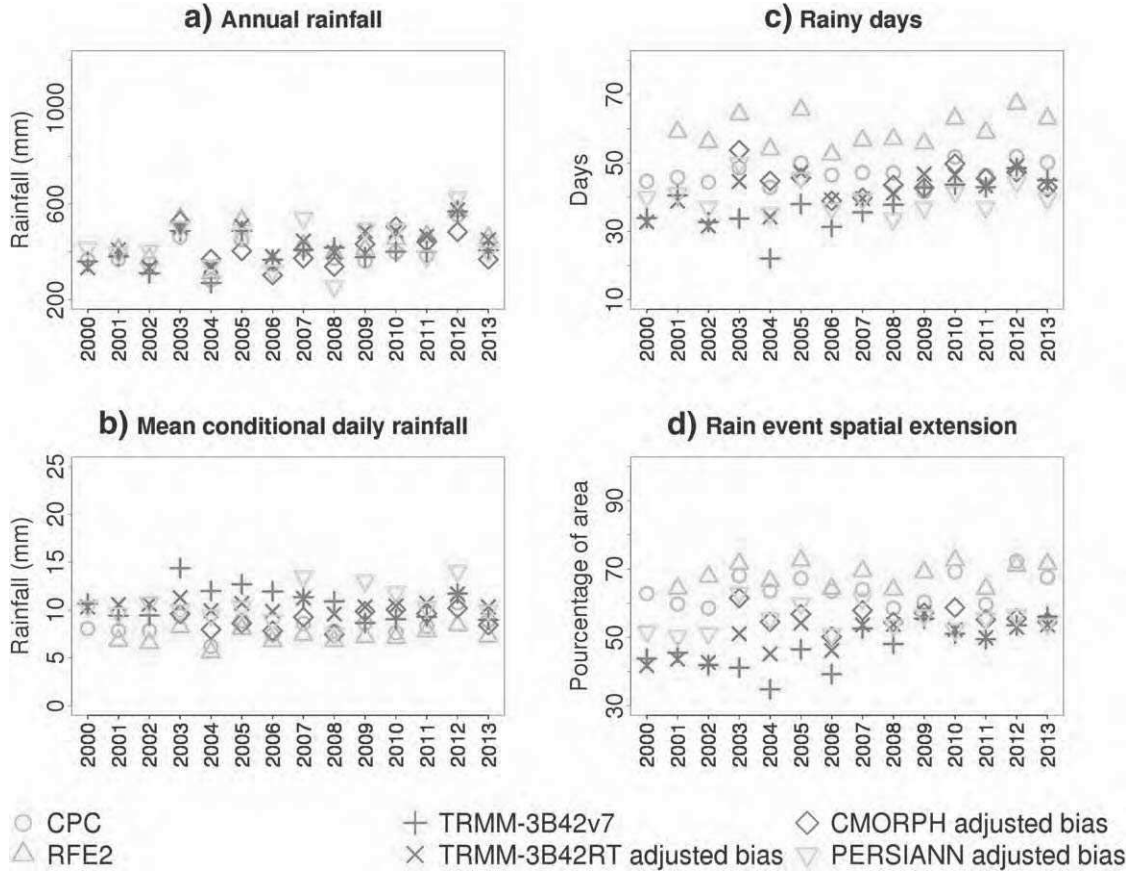 a) Annual rainfall
Rainfall (mm)
200
600
1000
2000 2001 2002 2003 2004 2005 2006 2007 2008 2009 2010 2011 2012 2013
c) Rainy days
Days
10
30
50
70
2000 2001 2002 2003 2004 2005 2006 2007 2008 2009 2010 2011 2012 2013
b) Mean conditional daily rainfall
Rainfall (mm)
0
5
10
15
20
25
2000 2001 2002 2003 2004 2005 2006 2007 2008 2009 2010 2011 2012 2013
d) Rain event spatial extension
Pourcentage of area
30
50
70
90
2000 2001 2002 2003 2004 2005 2006 2007 2008 2009 2010 2011 2012 2013
CPC
RFE2
TRMM-3B42v7
TRMM-3B42RT adjusted bias
CMORPH adjusted bias
PERSIANN adjusted bias